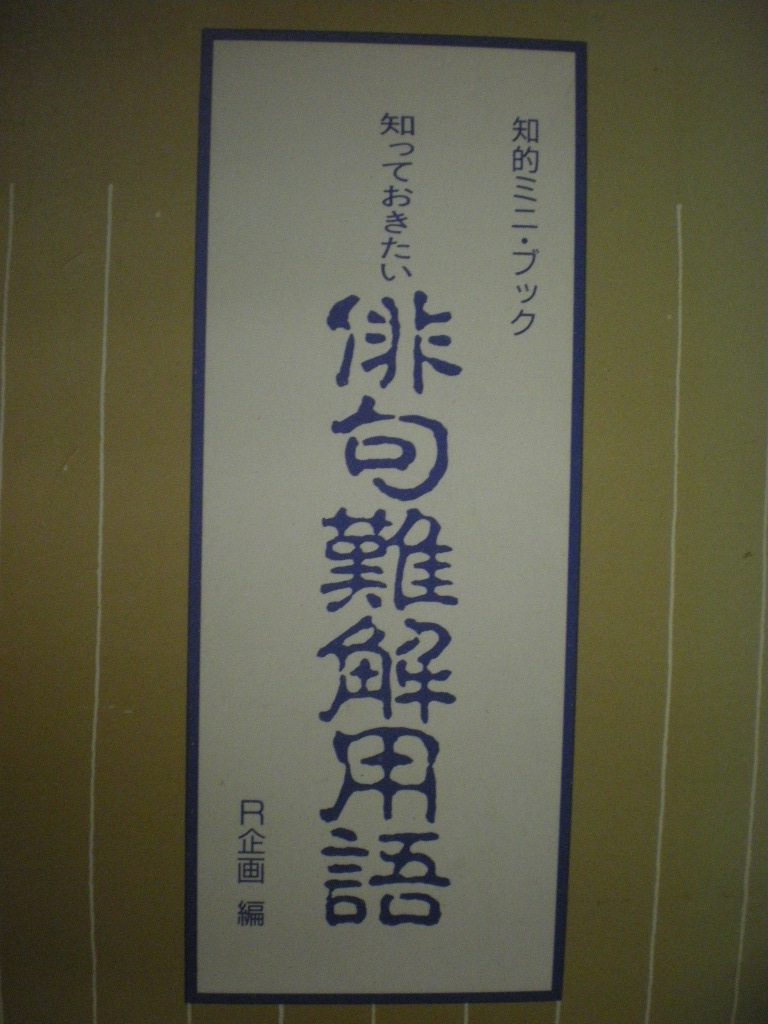 知的ミニ・ブック
知っておきたい俳句難解用語
R企画 編